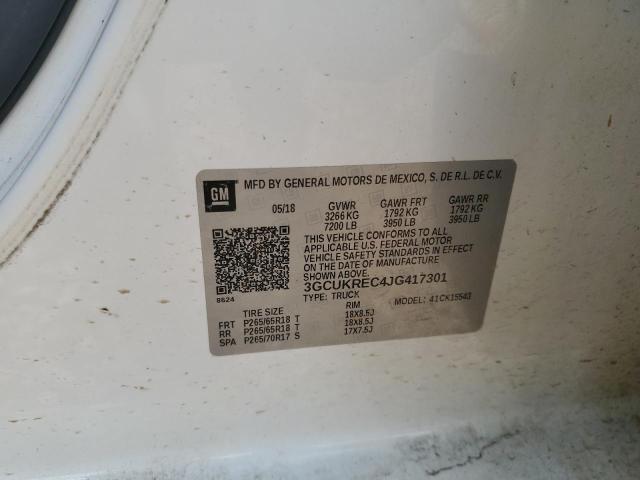 GM
MFD BY GENERAL MOTORS DE MEXICO, S. DE R.L. DE C.V.
05/18 GVWR GAWR FRT GAWR RR
3266 KG 1792 KG 1792 KG
7200 LB 3950 LB 3950 LB
THIS VEHICLE CONFORMS TO ALL
APPLICABLE U.S. FEDERAL MOTOR
VEHICLE SAFETY STANDARDS IN EFFECT
ON THE DATE OF MANUFACTURE
SHOWN ABOVE.
3GCUKREC4JG417301
8624 TYPE: TRUCK MODEL: 41CK15543
TIRE SIZE RIM
FRT P265/65R18 T 18X8.5J
RR P265/65R18 T 18X8.5J
SPA P265/70R17 S 17X7.5J